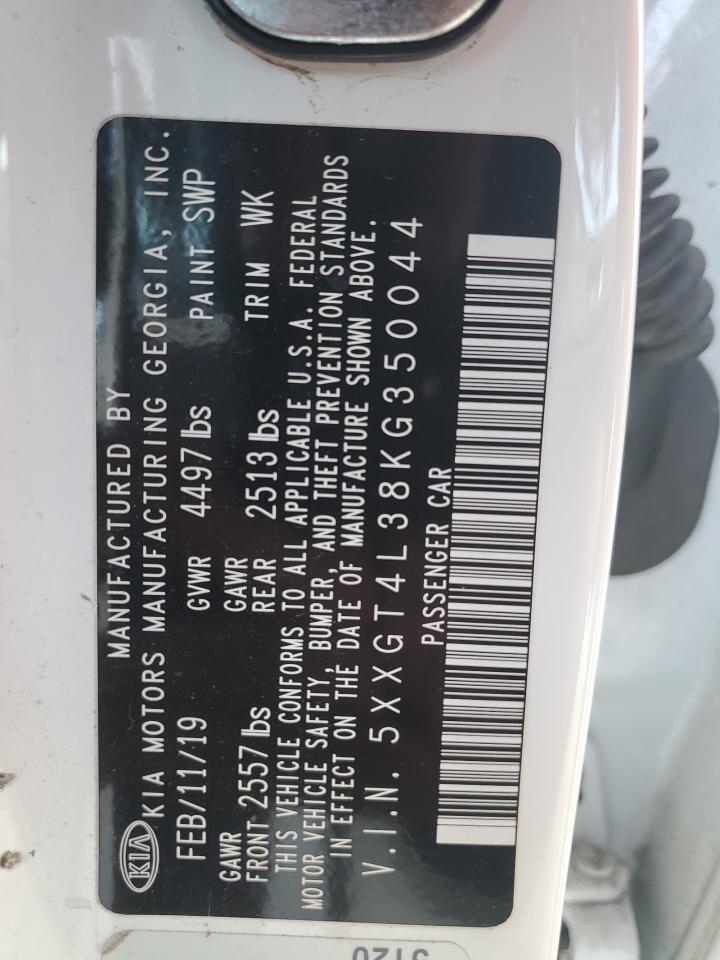 MANUFACTURED BY
KIA KIA MOTORS MANUFACTURING GEORGIA, INC.
FEB/11/19 GVWR 4497 lbs PAINT SWP
GAWR FRONT 2557 lbs GAWR REAR 2513 lbs TRIM WK
THIS VEHICLE CONFORMS TO ALL APPLICABLE U.S.A. FEDERAL
MOTOR VEHICLE SAFETY, BUMPER, AND THEFT PREVENTION STANDARDS
IN EFFECT ON THE DATE OF MANUFACTURE SHOWN ABOVE.
V.I.N. 5XXGT4L38KG350044
PASSENGER CAR